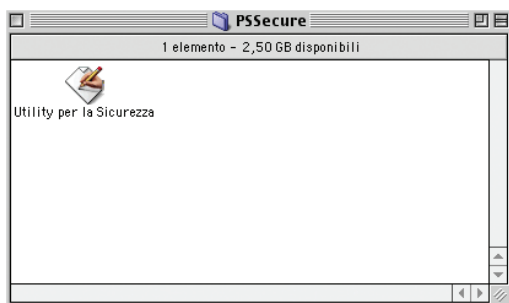 PSSecure
1 elemento - 2,50 GB disponibili
Utility per la Sicurezza